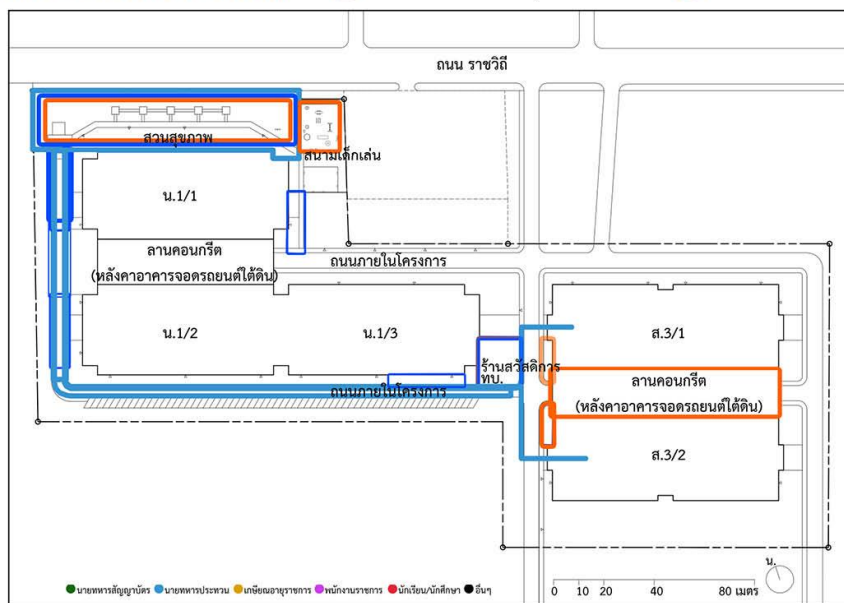 ถนน ราชวิถี
สวนสุขภาพ
สนามเด็กเล่น
น.1/1
ลานคอนกรีต
(หลังคาอาคารจอดรถยนต์ใต้ดิน)
ถนนภายในโครงการ
น.1/2
น.1/3
ส.3/1
ร้านสวัสดิการ
ทบ.
ลานคอนกรีต
(หลังคาอาคารจอดรถยนต์ใต้ดิน)
ถนนภายในโครงการ
ส.3/2
น.
นายทหารสัญญาบัตร นายทหารประทวน เกษียณอายุราชการ พนักงานราชการ นักเรียน/นักศึกษา อื่นๆ
0 10 20 40 80 เมตร